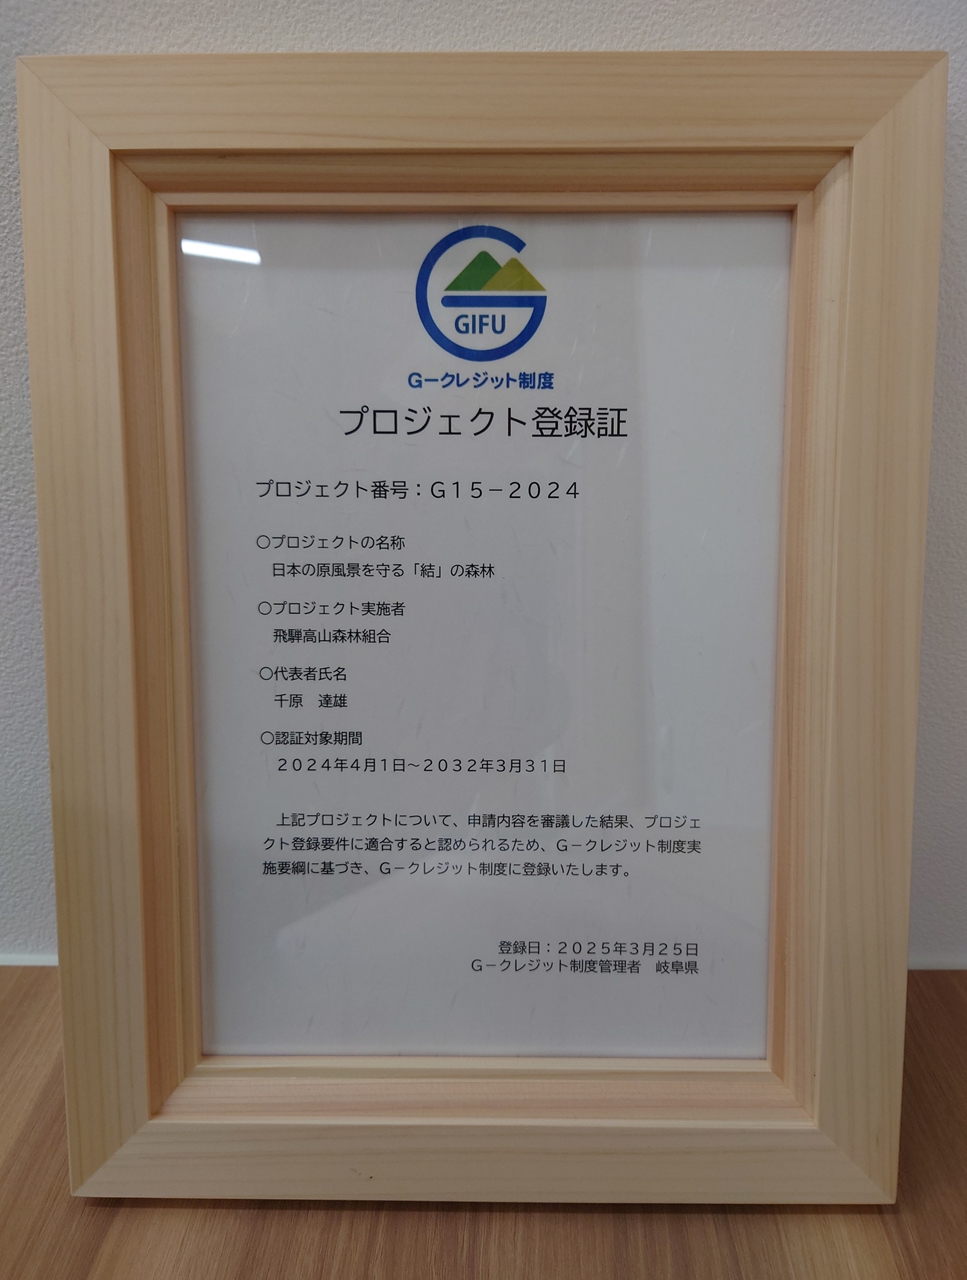 GIFU
G－クレジット制度
プロジェクト登録証
プロジェクト番号：Ｇ１５－２０２４
○プロジェクトの名称
日本の原風景を守る「結」の森林
○プロジェクト実施者
飛騨高山森林組合
○代表者氏名
千原　達雄
○認証対象期間
２０２４年４月１日～２０３２年３月３１日
上記プロジェクトについて、申請内容を審議した結果、プロジェ
クト登録要件に適合すると認められるため、Ｇ－クレジット制度実
施要綱に基づき、Ｇ－クレジット制度に登録いたします。
登録日：２０２５年３月２５日
Ｇ－クレジット制度管理者　岐阜県